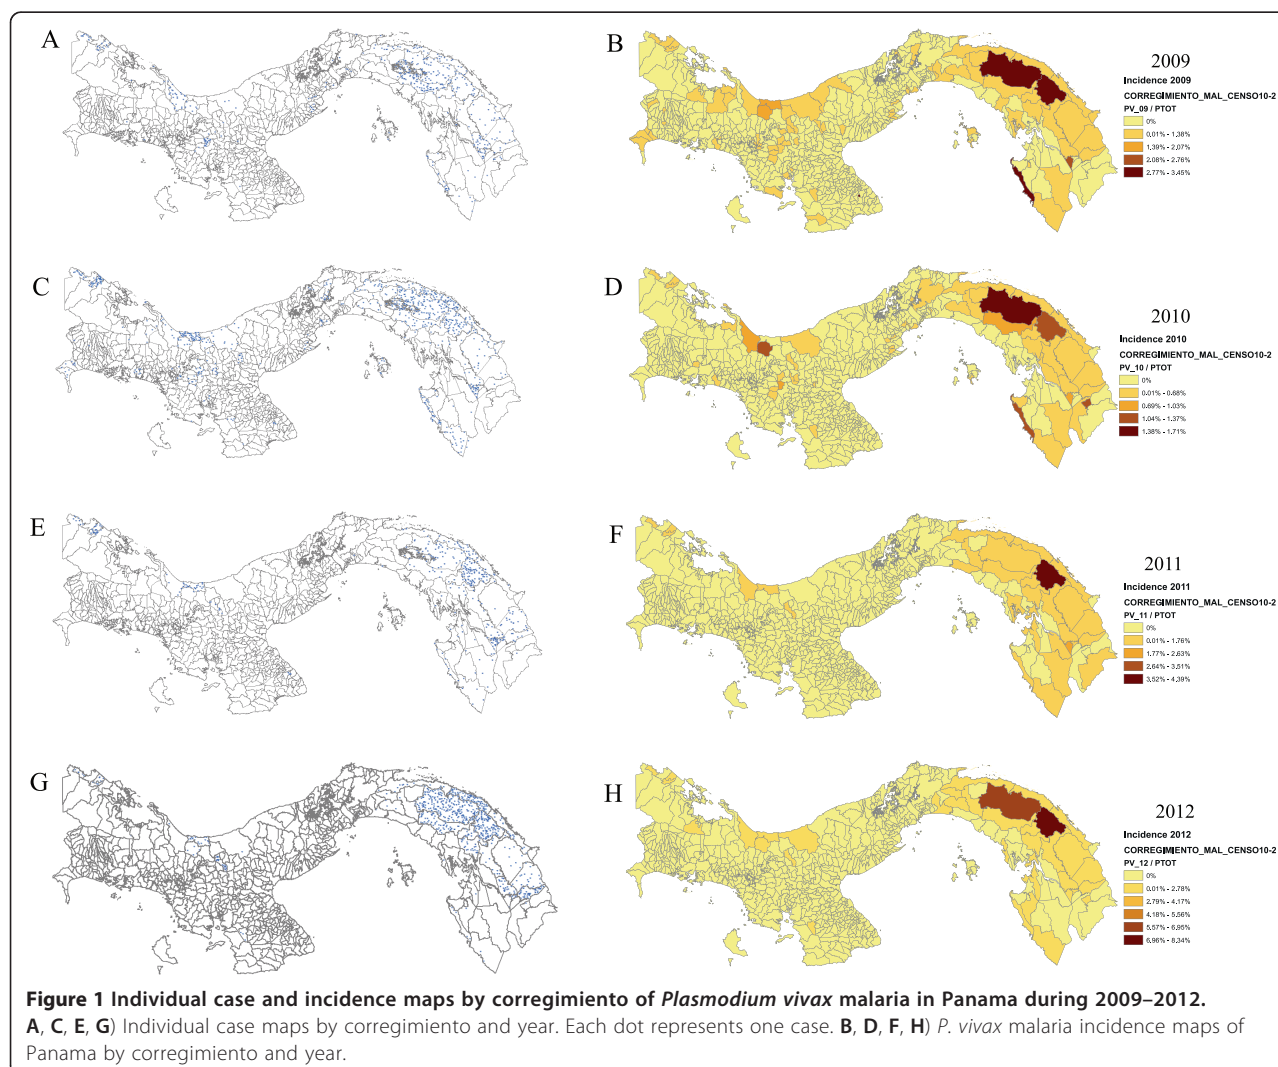 A
B
2009
Incidence 2009
CORREGIMIENTO_MAL_CENSO10-2
PV_09 / PTOT
0%
0.01% - 1.38%
1.39% - 2.07%
2.08% - 2.76%
2.77% - 3.45%
C
D
2010
Incidence 2010
CORREGIMIENTO_MAL_CENSO10-2
PV_10 / PTOT
0%
0.01% - 0.68%
0.69% - 1.03%
1.04% - 1.37%
1.38% - 1.71%
E
F
2011
Incidence 2011
CORREGIMIENTO_MAL_CENSO10-2
PV_11 / PTOT
0%
0.01% - 1.76%
1.77% - 2.63%
2.64% - 3.51%
3.52% - 4.39%
G
H
2012
Incidence 2012
CORREGIMIENTO_MAL_CENSO10-2
PV_12 / PTOT
0%
0.01% - 2.78%
2.79% - 4.17%
4.18% - 5.56%
5.57% - 6.95%
6.96% - 8.34%
Figure 1 Individual case and incidence maps by corregimiento of Plasmodium vivax malaria in Panama during 2009–2012.
A, C, E, G) Individual case maps by corregimiento and year. Each dot represents one case. B, D, F, H) P. vivax malaria incidence maps of
Panama by corregimiento and year.